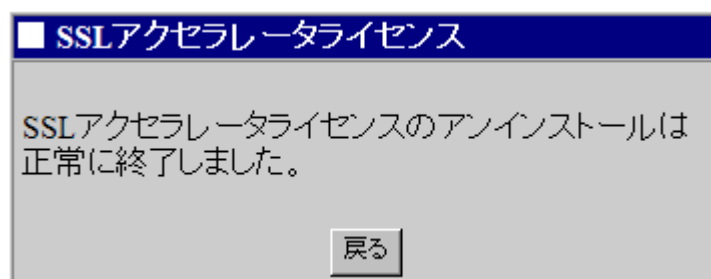 ■ SSLアクセラレータライセンス
SSLアクセラレータライセンスのアンインストールは
正常に終了しました。
戻る